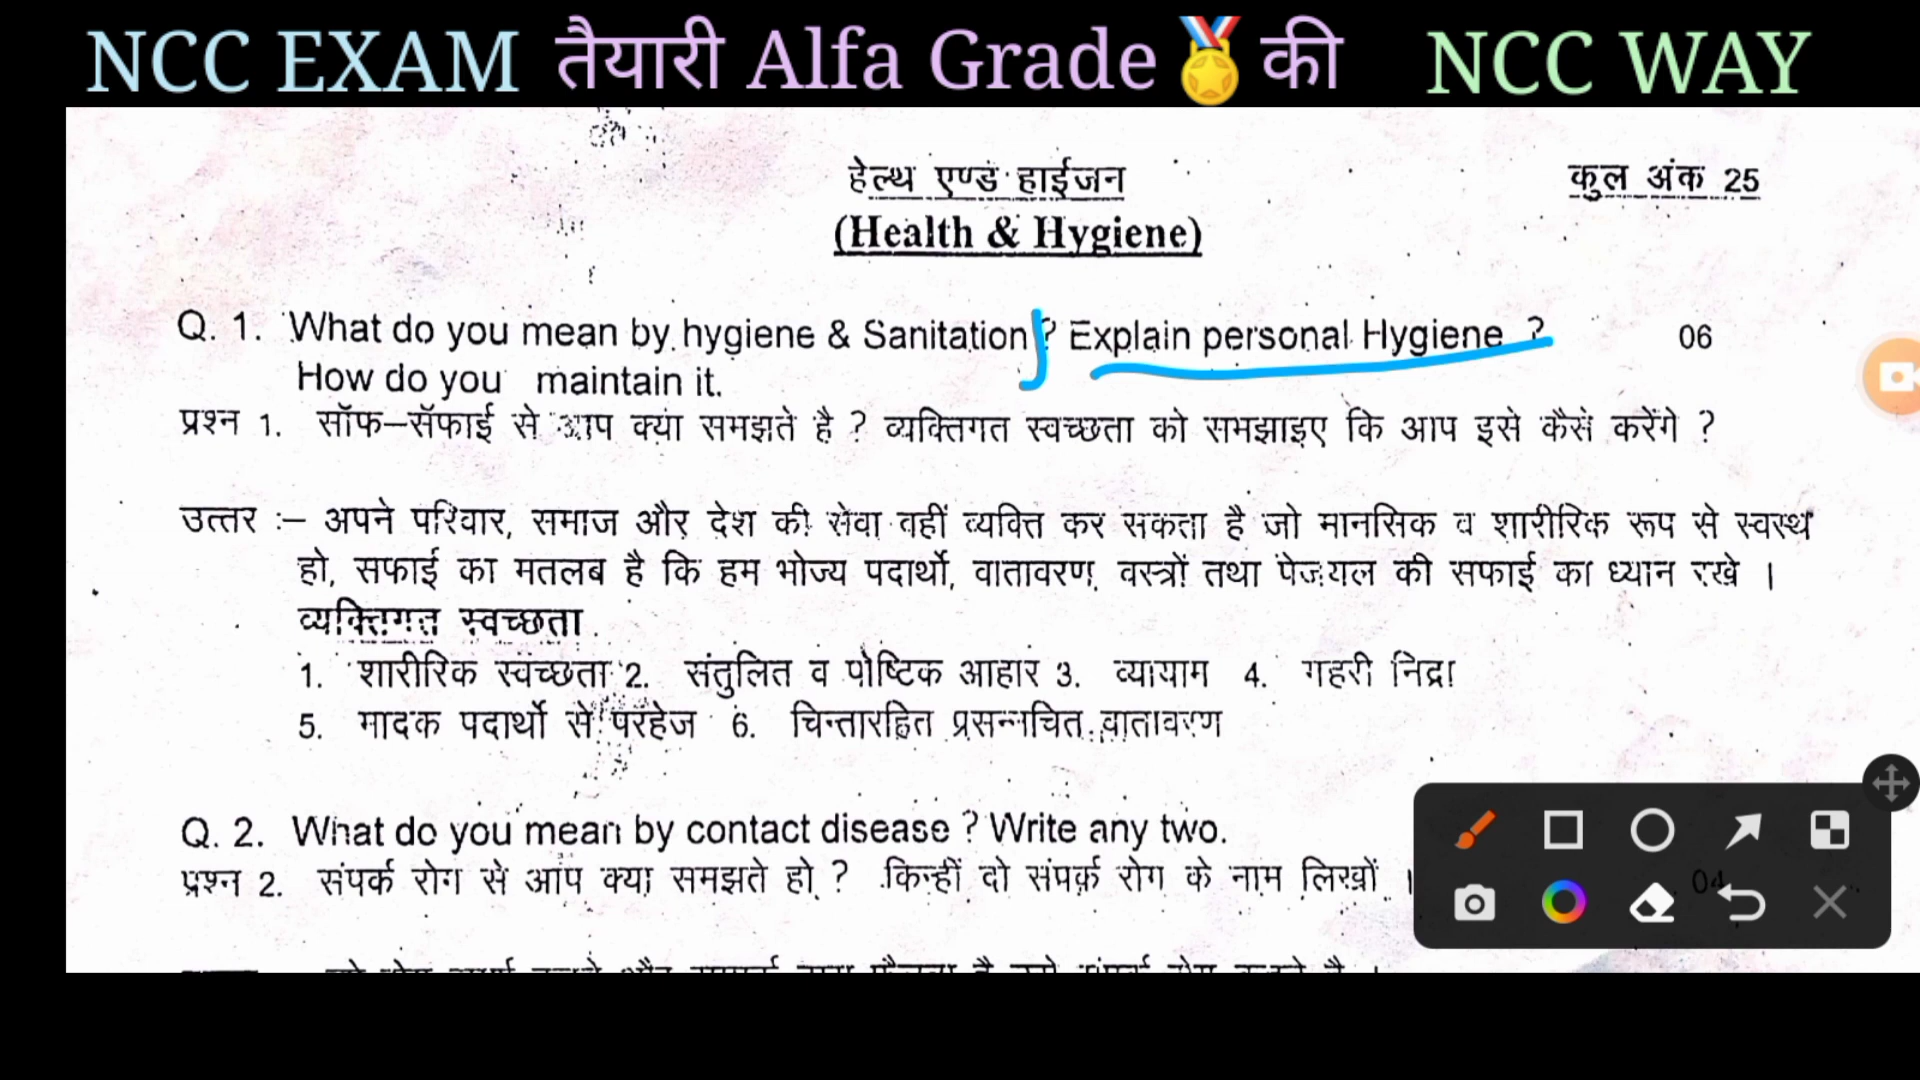 NCC EXAM तैयारी Alfa Grade🏅की NCC WAY
हेल्थ एण्ड हाईजन कुल अंक 25
(Health & Hygiene)
Q. 1. What do you mean by hygiene & Sanitation ? Explain personal Hygiene ? 06
How do you maintain it.
प्रश्न 1. सॉफ–सॅफाई से आप क्या समझते है ? व्यक्तिगत स्वच्छता को समझाइए कि आप इसे कैसे करेंगे ?
उत्तर :– अपने परिवार, समाज और देश की सेवा वहीं व्यक्ति कर सकता है जो मानसिक व शारीरिक रूप से स्वस्थ
हो, सफाई का मतलब है कि हम भोज्य पदार्थो, वातावरण, वस्त्रों तथा पेजयल की सफाई का ध्यान रखे ।
व्यक्तिगत स्वच्छता
1. शारीरिक स्वच्छता 2. संतुलित व पोष्टिक आहार 3. व्यायाम 4. गहरी निद्रा
5. मादक पदार्थो से परहेज 6. चिन्तारहित प्रसन्नचित वातावरण
Q. 2. What do you mean by contact disease ? Write any two.
प्रश्न 2. संपर्क रोग से आप क्या समझते हो ? किन्हीं दो संपर्क रोग के नाम लिखों । 04